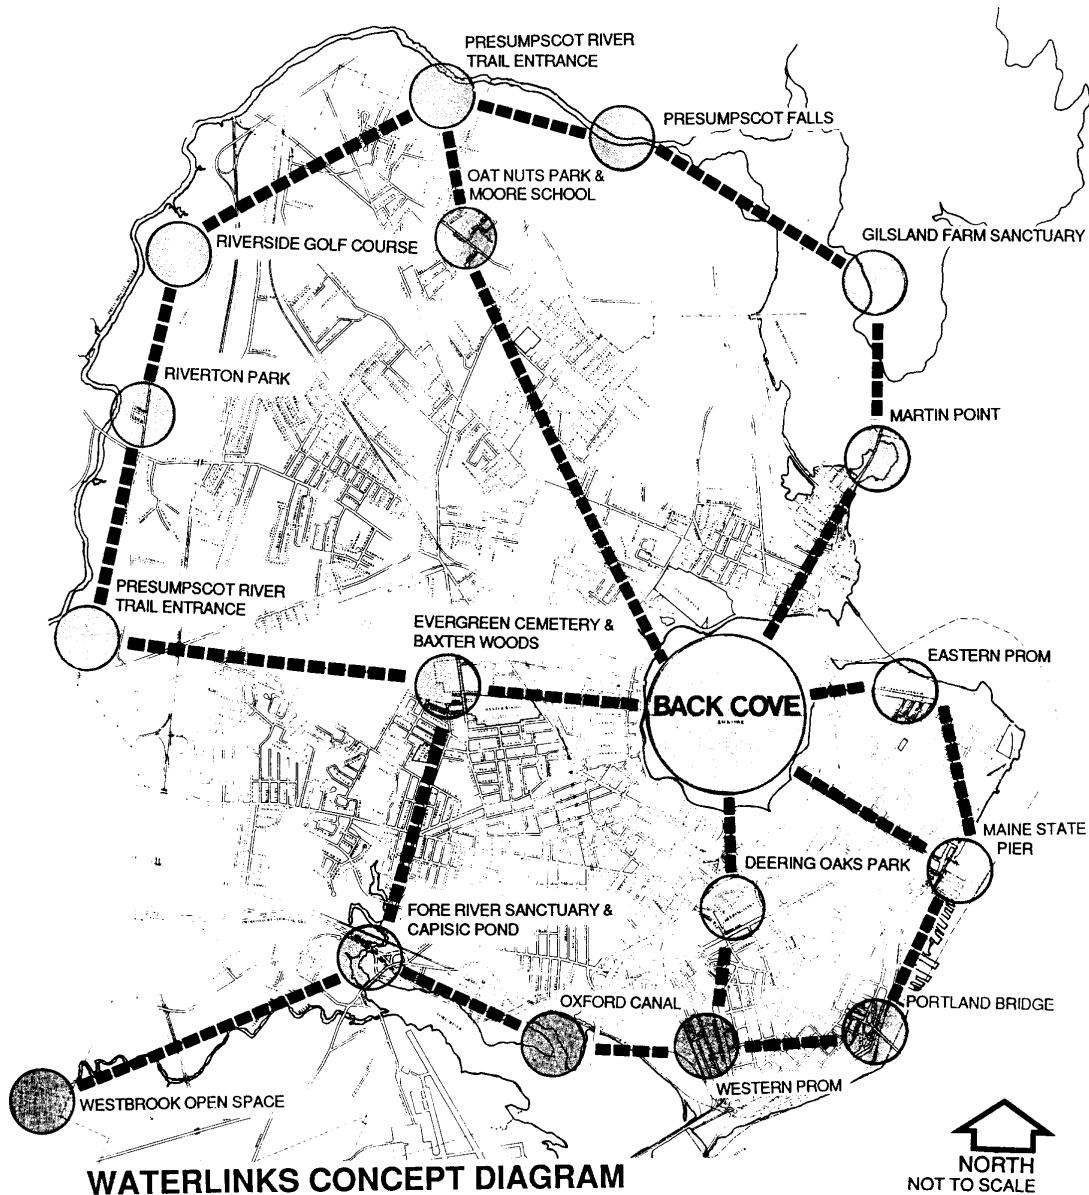 PRESUMPSCOT RIVER
TRAIL ENTRANCE
PRESUMPSCOT FALLS
OAT NUTS PARK &
MOORE SCHOOL
RIVERSIDE GOLF COURSE
GILSLAND FARM SANCTUARY
RIVERTON PARK
MARTIN POINT
PRESUMPSCOT RIVER
TRAIL ENTRANCE
EVERGREEN CEMETERY &
BAXTER WOODS
EASTERN PROM
BACK COVE
MAINE STATE
PIER
DEERING OAKS PARK
FORE RIVER SANCTUARY &
CAPISIC POND
OXFORD CANAL
PORTLAND BRIDGE
WESTERN PROM
WESTBROOK OPEN SPACE
WATERLINKS CONCEPT DIAGRAM
NORTH
NOT TO SCALE